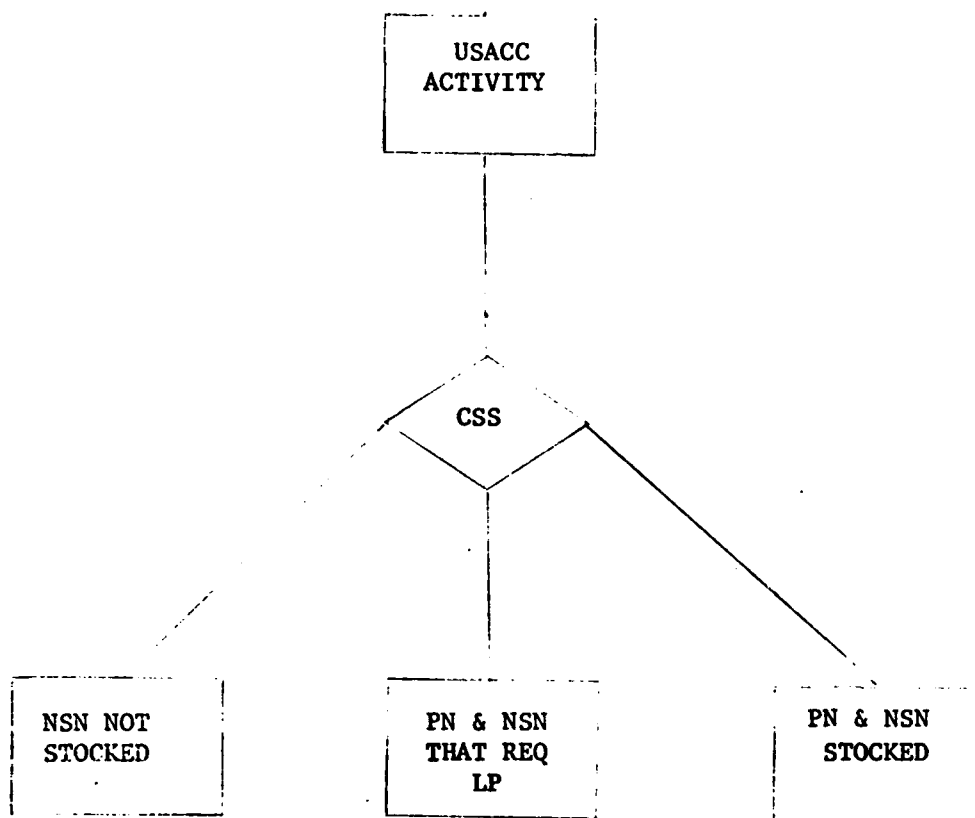 USACC
ACTIVITY
CSS
NSN NOT
STOCKED
PN & NSN
THAT REQ
LP
PN & NSN
STOCKED